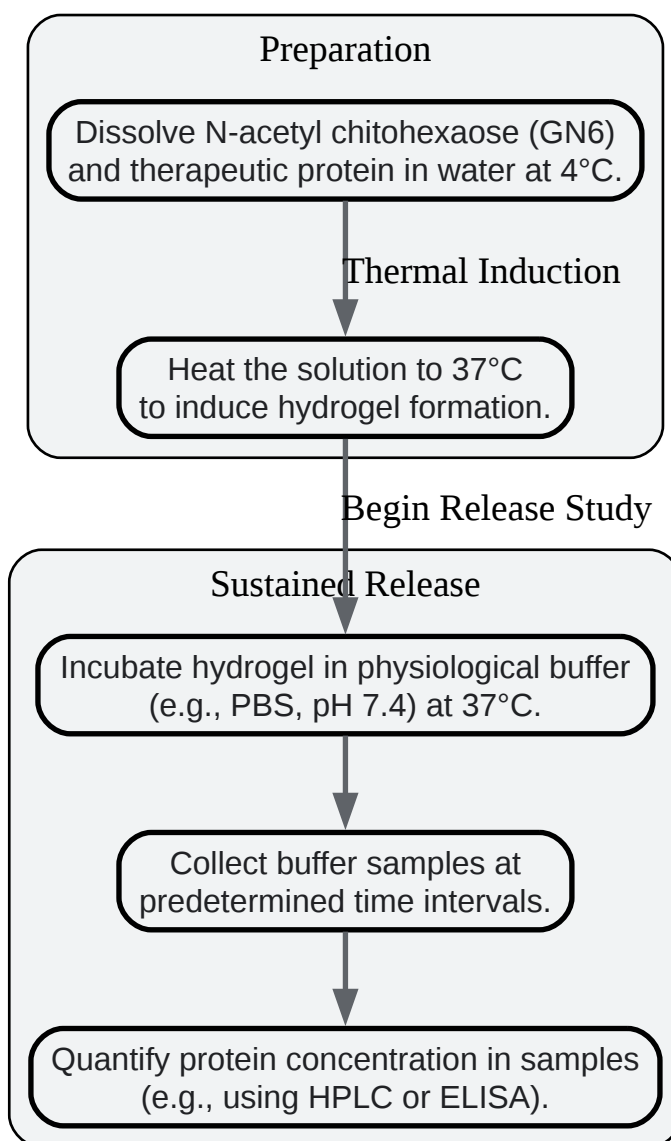 Preparation
Dissolve N-acetyl chitohexaose (GN6)
and therapeutic protein in water at 4°C.
Thermal Induction
Heat the solution to 37°C
to induce hydrogel formation.
Begin Release Study
Sustained Release
Incubate hydrogel in physiological buffer
(e.g., PBS, pH 7.4) at 37°C.
Collect buffer samples at
predetermined time intervals.
Quantify protein concentration in samples
(e.g., using HPLC or ELISA).